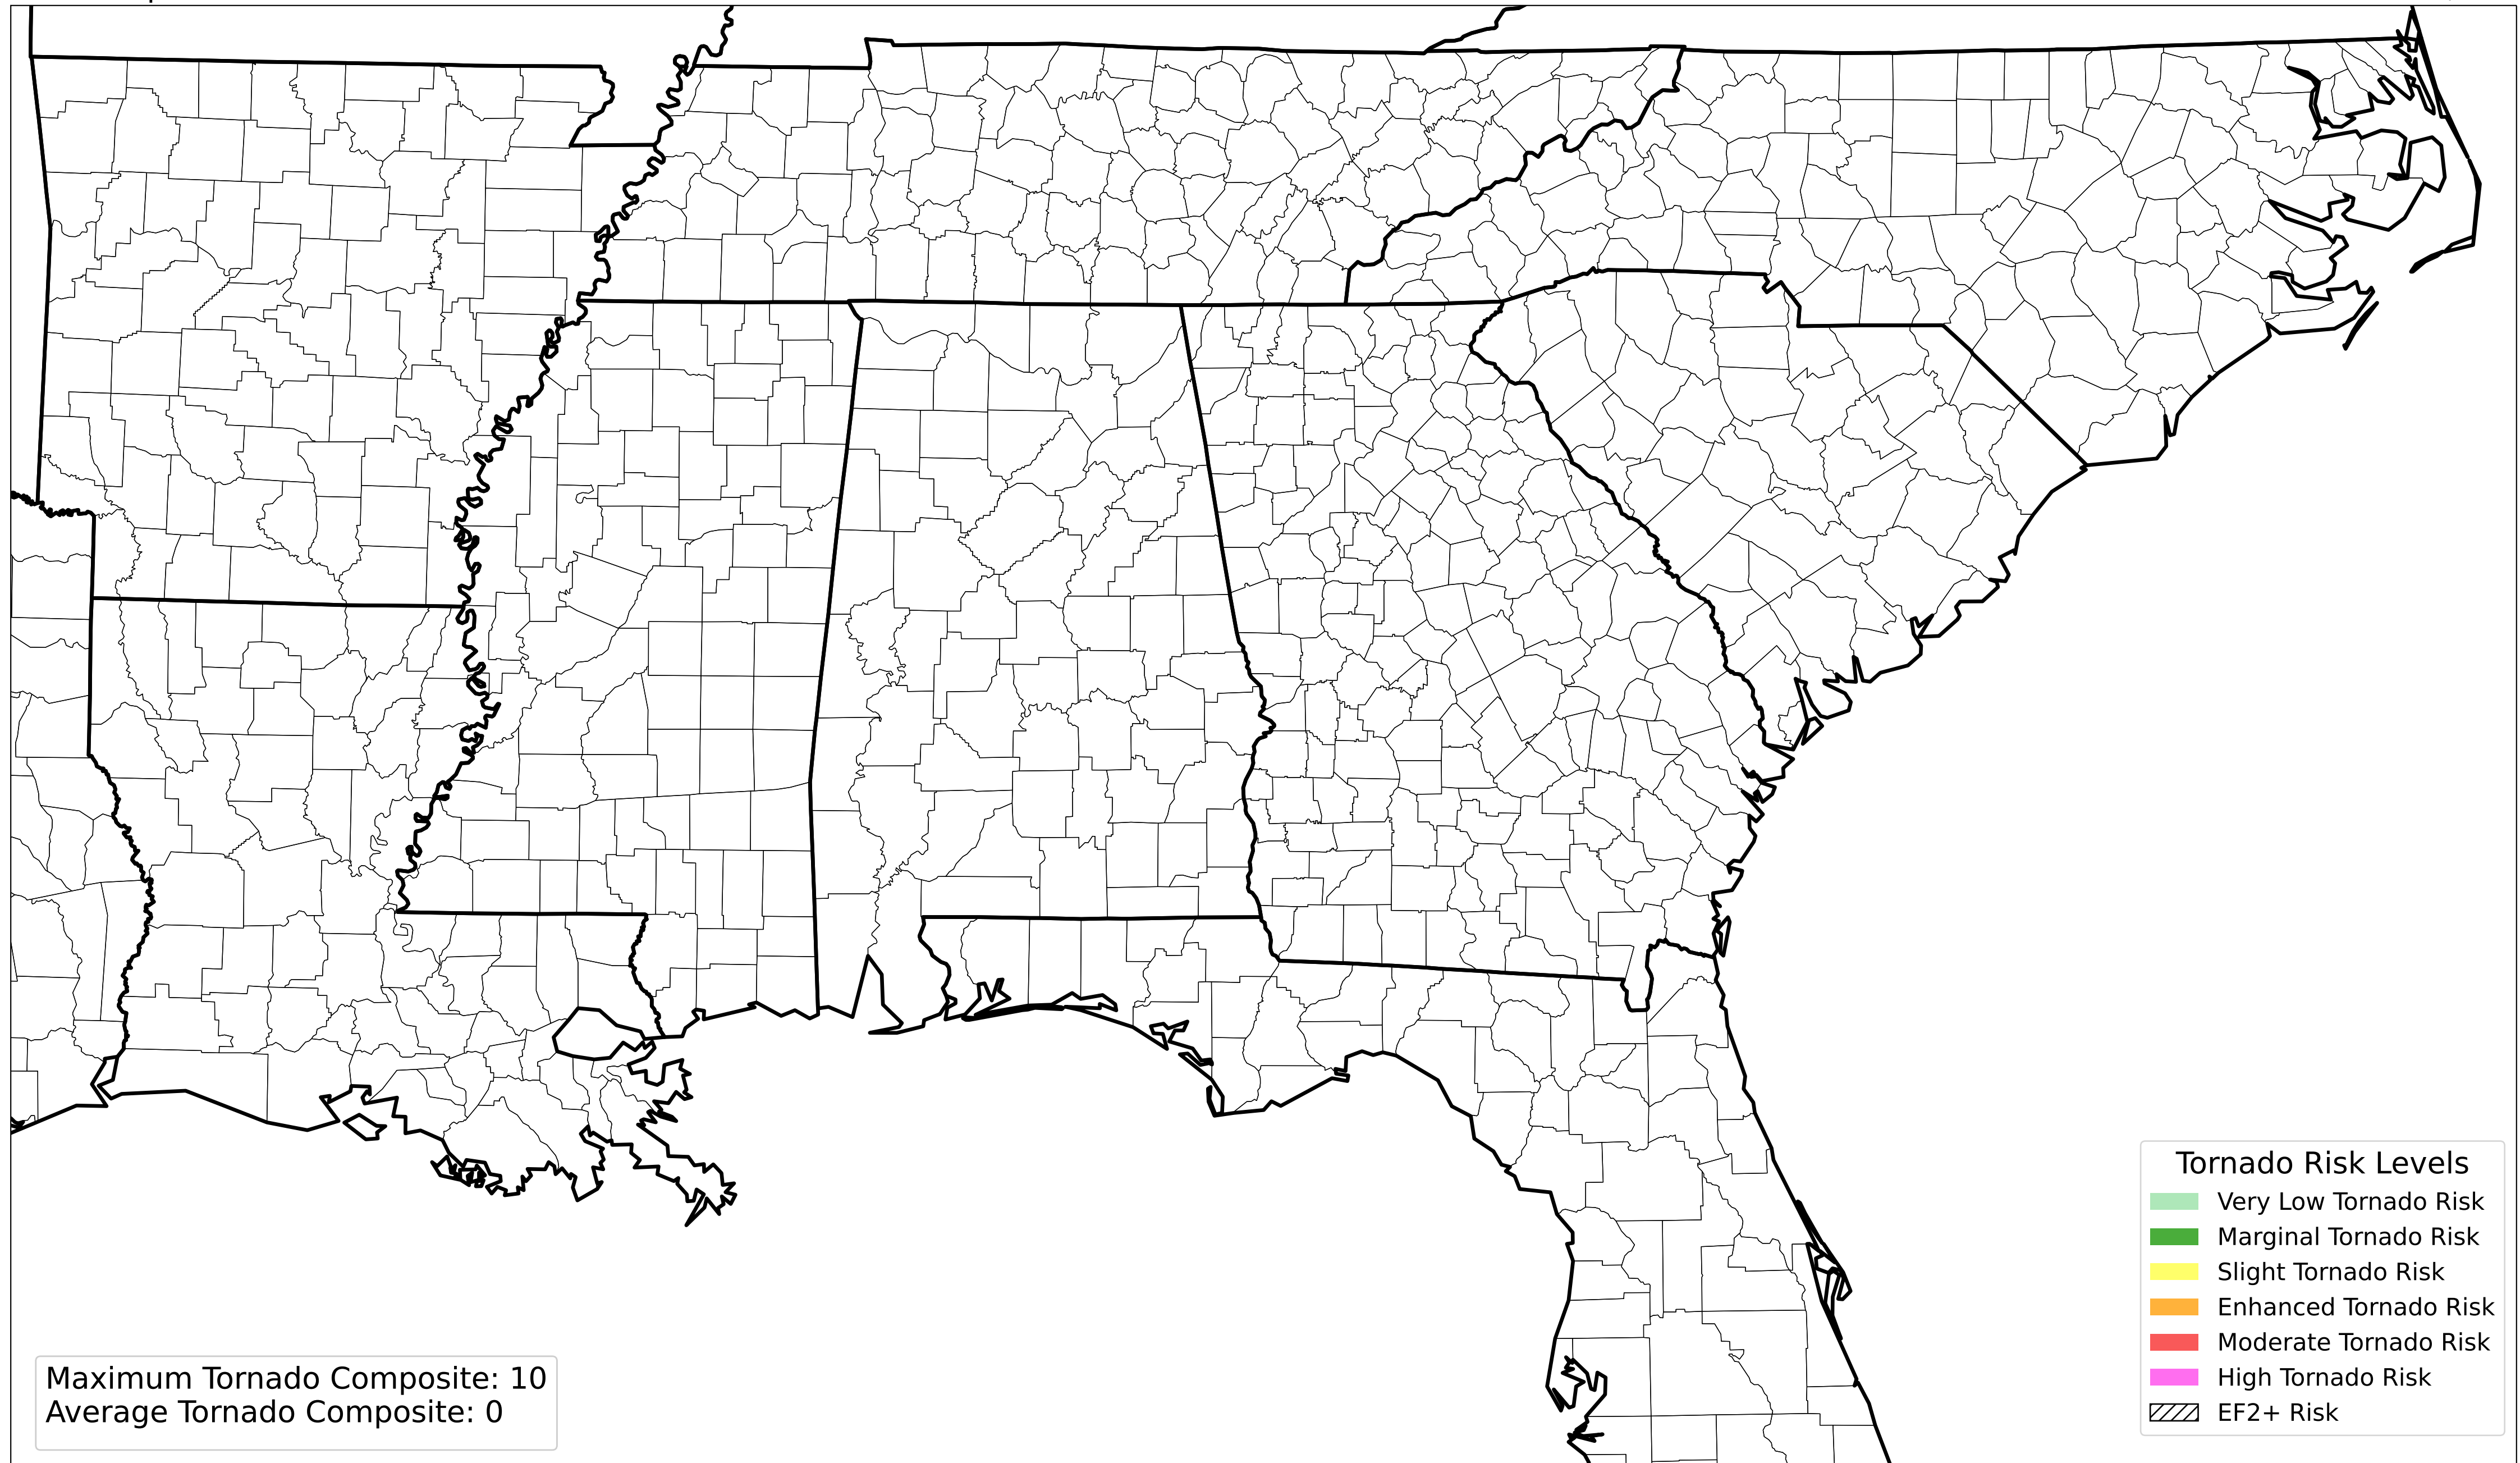 Tornado Risk Levels
Very Low Tornado Risk
Marginal Tornado Risk
Slight Tornado Risk
Enhanced Tornado Risk
Moderate Tornado Risk
High Tornado Risk
EF2+ Risk
Maximum Tornado Composite: 10
Average Tornado Composite: 0